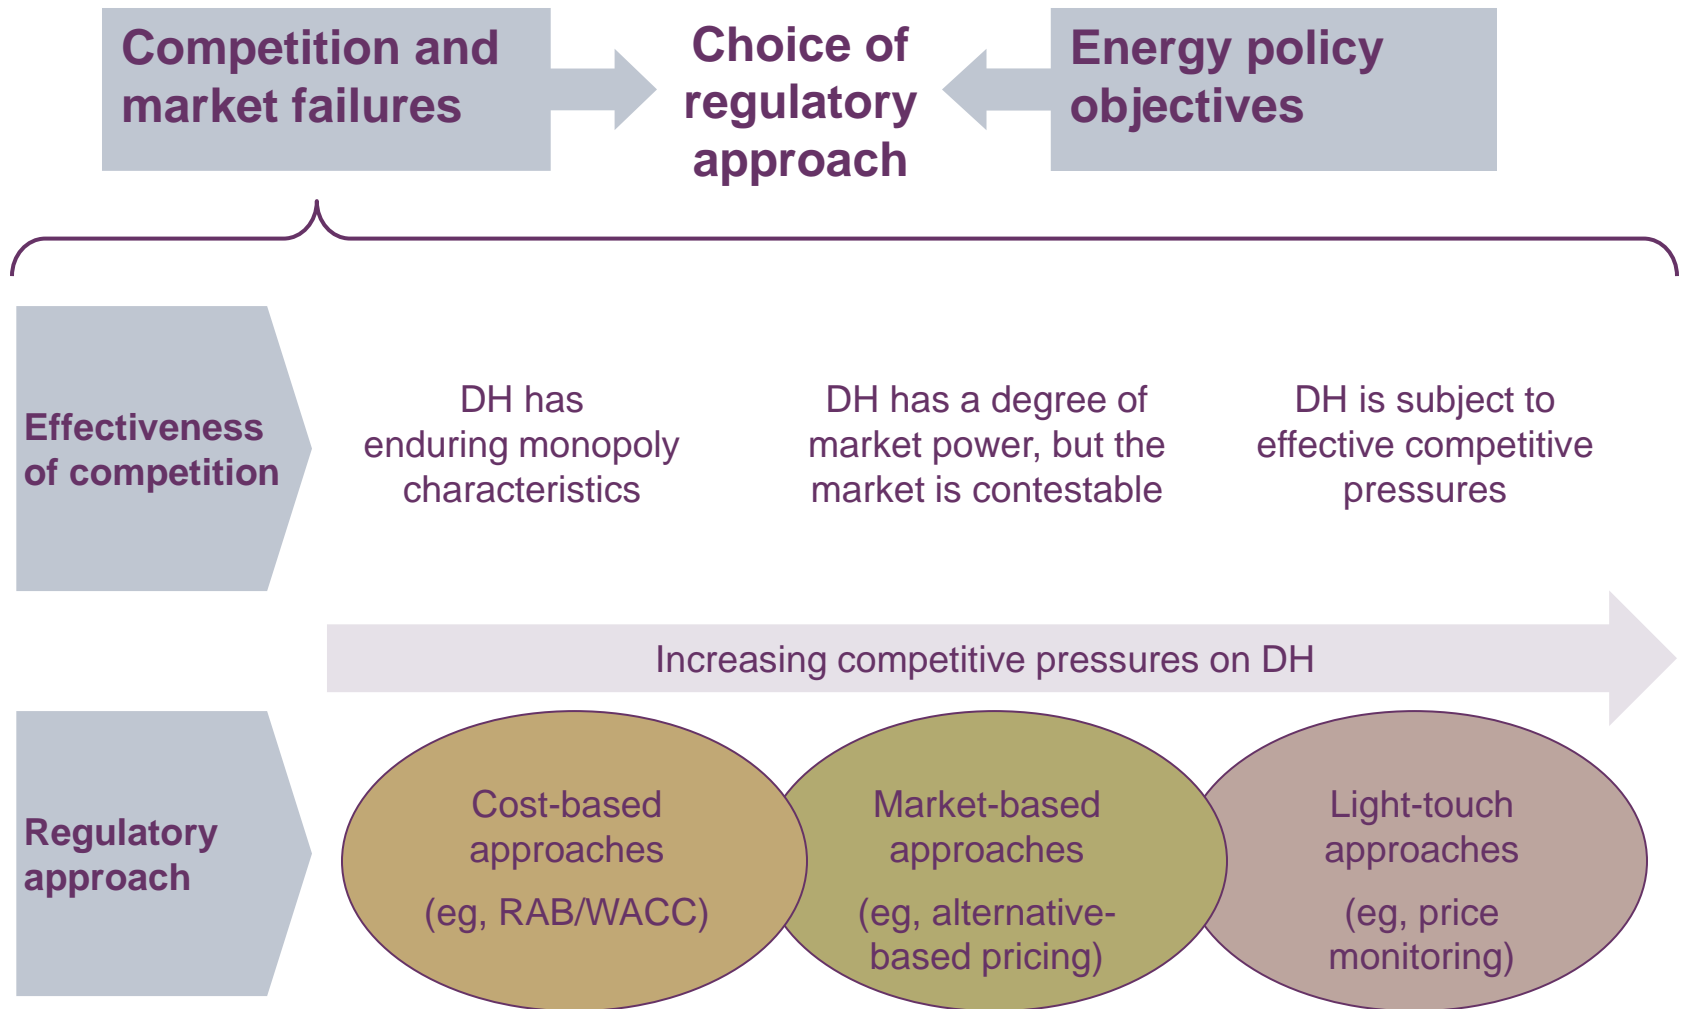 Competition and
market failures
Choice of
regulatory
approach
Energy policy
objectives
Effectiveness
of competition
DH has
enduring monopoly
characteristics
DH has a degree of
market power, but the
market is contestable
DH is subject to
effective competitive
pressures
Increasing competitive pressures on DH
Regulatory
approach
Cost-based
approaches
(eg, RAB/WACC)
Market-based
approaches
(eg, alternative-
based pricing)
Light-touch
approaches
(eg, price
monitoring)